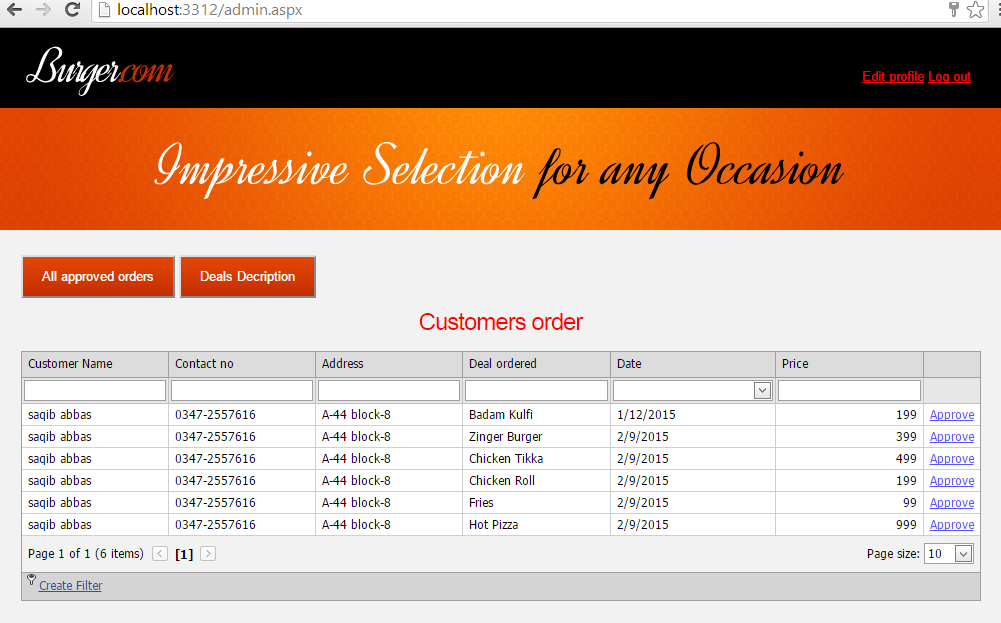 localhost:3312/admin.aspx
Burger.com
Edit profile Log out
Impressive Selection for any Occasion
All approved orders Deals Decription
Customers order
Customer Name Contact no Address Deal ordered Date Price
saqib abbas 0347-2557616 A-44 block-8 Badam Kulfi 1/12/2015 199 Approve
saqib abbas 0347-2557616 A-44 block-8 Zinger Burger 2/9/2015 399 Approve
saqib abbas 0347-2557616 A-44 block-8 Chicken Tikka 2/9/2015 499 Approve
saqib abbas 0347-2557616 A-44 block-8 Chicken Roll 2/9/2015 199 Approve
saqib abbas 0347-2557616 A-44 block-8 Fries 2/9/2015 99 Approve
saqib abbas 0347-2557616 A-44 block-8 Hot Pizza 2/9/2015 999 Approve
Page 1 of 1 (6 items) [1] Page size: 10
Create Filter